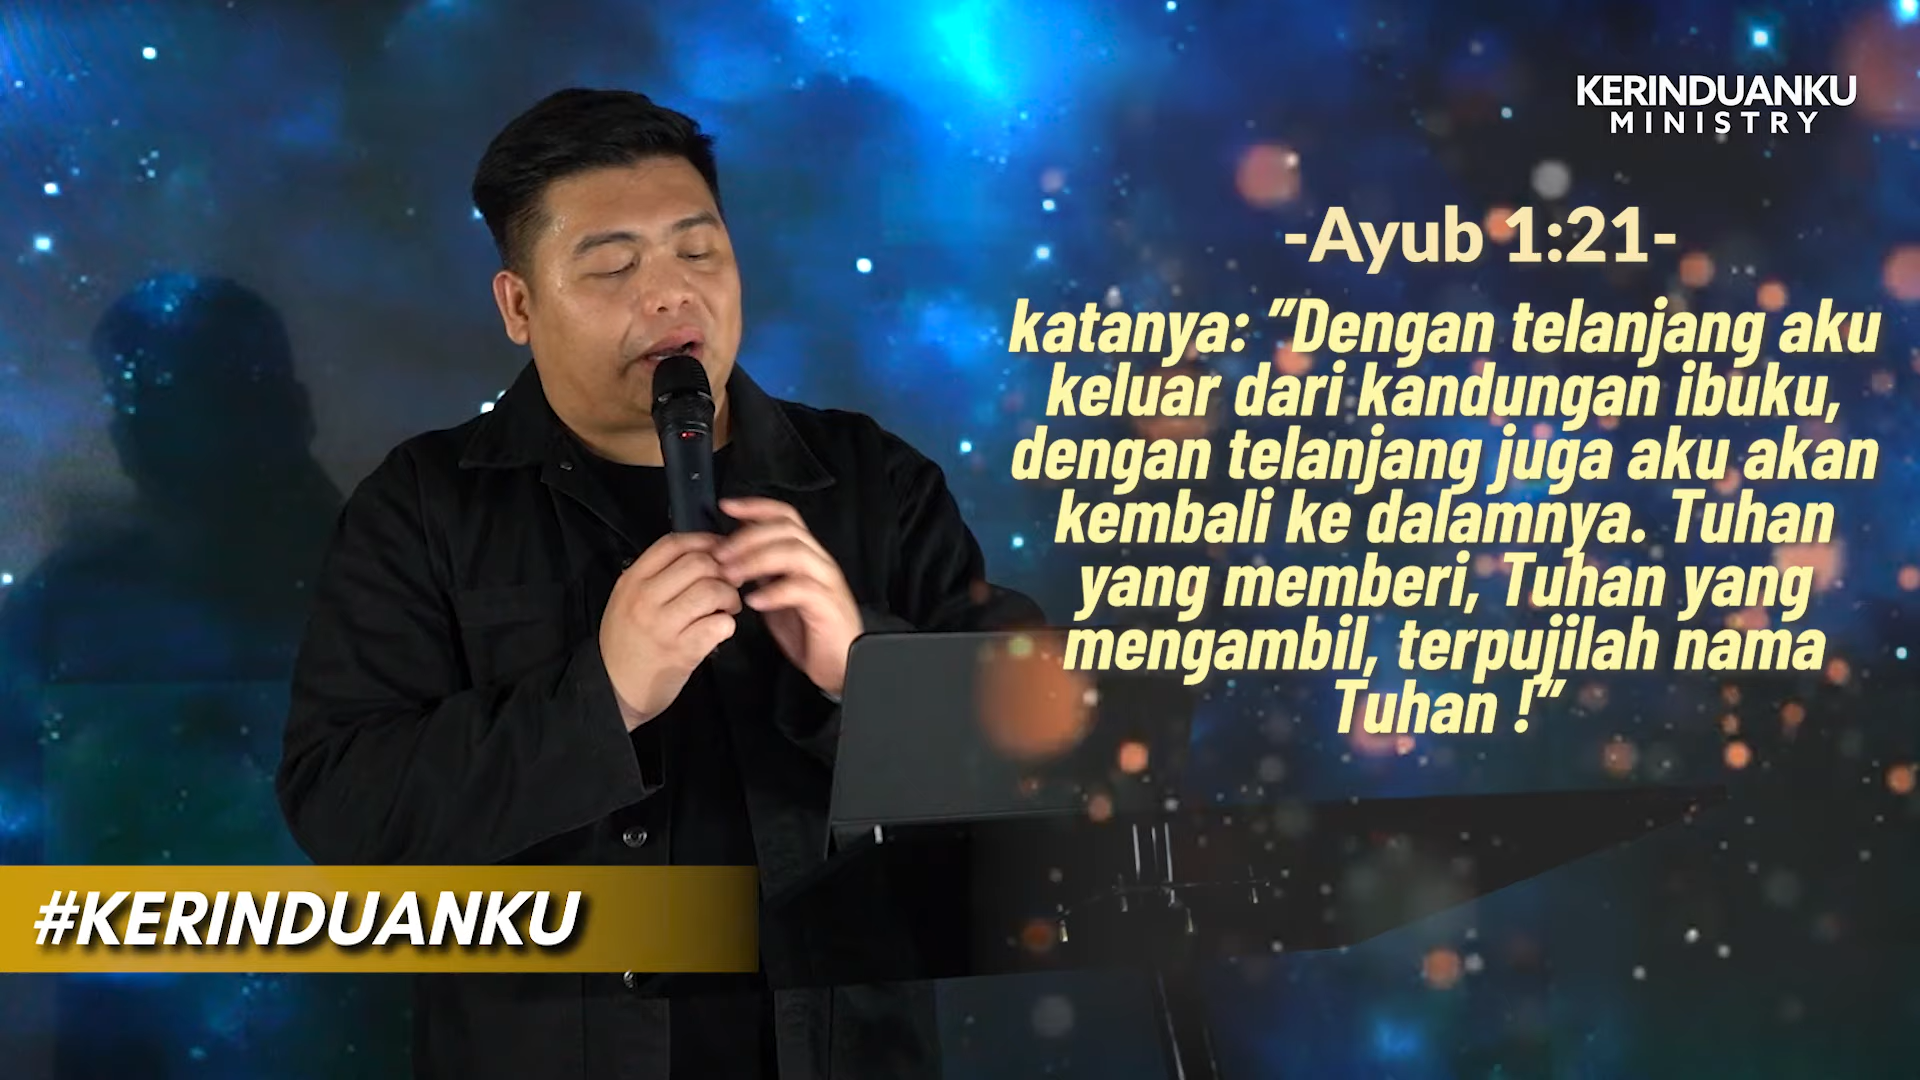 KERINDUANKU
MINISTRY
-Ayub 1:21-
katanya: "Dengan telanjang aku
keluar dari kandungan ibuku,
dengan telanjang juga aku akan
kembali ke dalamnya. Tuhan
yang memberi, Tuhan yang
mengambil, terpujilah nama
Tuhan !"
#KERINDUANKU